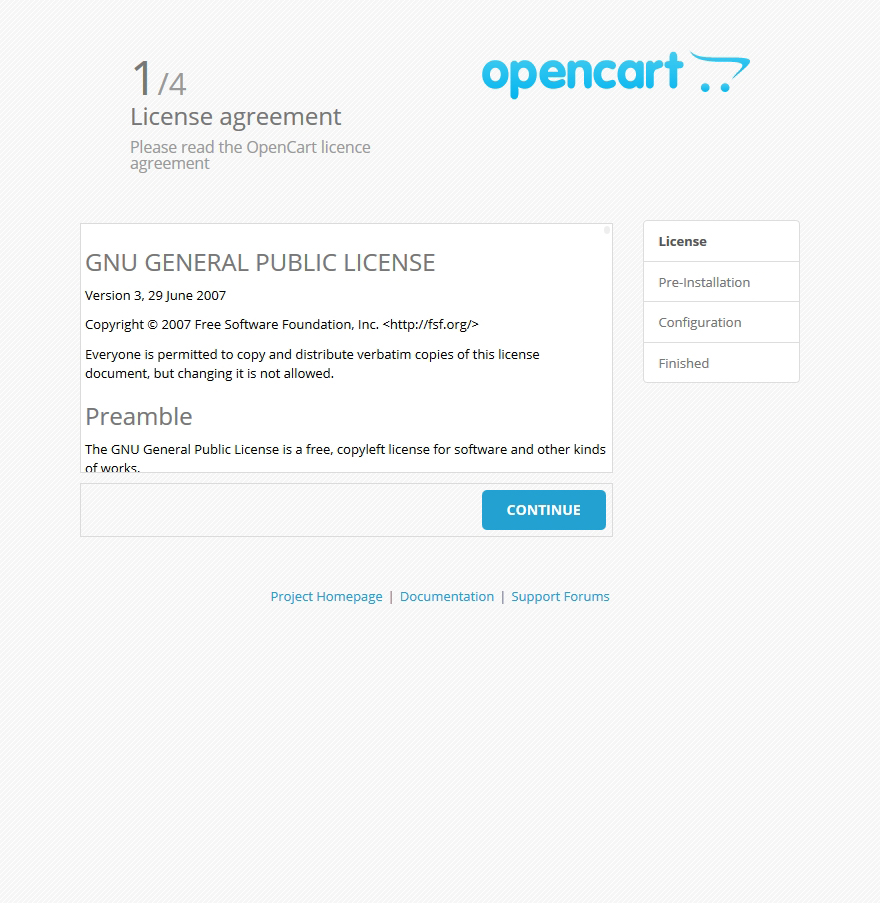 1/4
opencart
License agreement
Please read the OpenCart licence
agreement
GNU GENERAL PUBLIC LICENSE
Version 3, 29 June 2007
Copyright © 2007 Free Software Foundation, Inc. <http://fsf.org/>
Everyone is permitted to copy and distribute verbatim copies of this license
document, but changing it is not allowed.
Preamble
The GNU General Public License is a free, copyleft license for software and other kinds
of works.
CONTINUE
License
Pre-Installation
Configuration
Finished
Project Homepage | Documentation | Support Forums